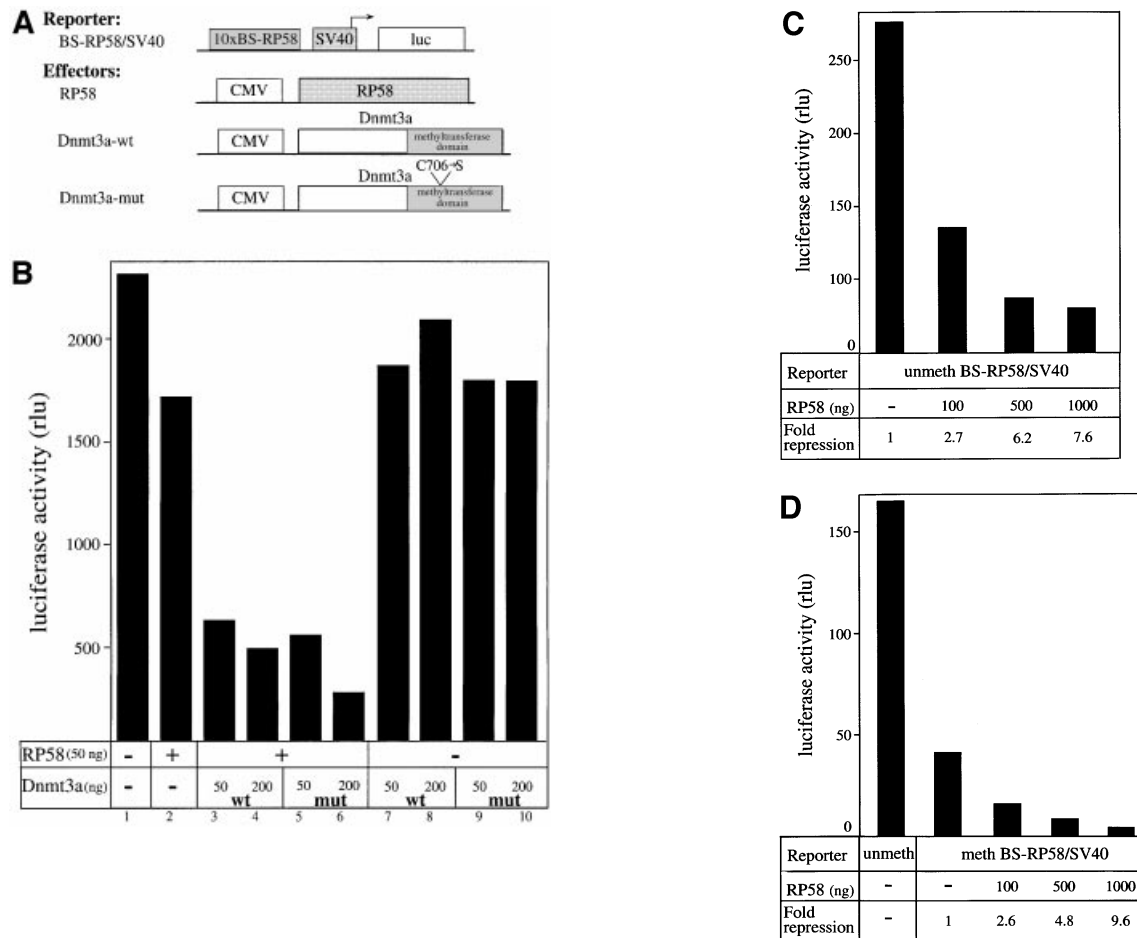 A
Reporter:
BS-RP58/SV40
10xBS-RP58 SV40 luc
Effectors:
RP58
CMV RP58
Dnmt3a
Dnmt3a-wt
CMV methyltransferase domain
C706→S
Dnmt3a
Dnmt3a-mut
CMV methyltransferase domain
B
luciferase activity (rlu)
2000
1500
1000
500
RP58 (50 ng) - + + -
Dnmt3a(ng) - - 50 200 50 200 50 200 50 200
wt mut wt mut
1 2 3 4 5 6 7 8 9 10
C
luciferase activity (rlu)
250
200
150
100
0
Reporter unmeth BS-RP58/SV40
RP58 (ng) - 100 500 1000
Fold repression 1 2.7 6.2 7.6
D
luciferase activity (rlu)
150
100
50
0
Reporter unmeth meth BS-RP58/SV40
RP58 (ng) - - 100 500 1000
Fold repression - 1 2.6 4.8 9.6